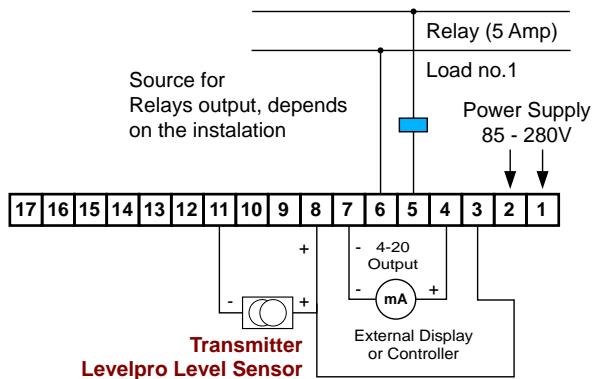 Relay (5 Amp)
Load no.1
Source for
Relays output, depends
on the instalation
Power Supply
85 - 280V
17 16 15 14 13 12 11 10 9 8 7 6 5 4 3 2 1
+ - 4-20
Output
- + - mA +
Transmitter
Levelpro Level Sensor
External Display
or Controller